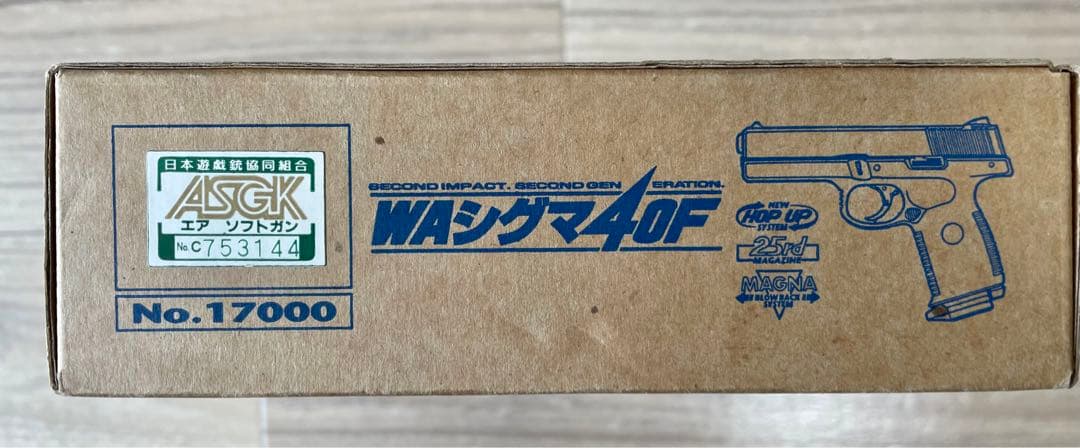 日本遊戯銃協同組合
ASGK
エア ソフトガン
No. C753144
No.17000
SECOND IMPACT. SECOND GENERATION.
WAシグマ40F
NEW
HOP UP
SYSTEM
25rd
MAGAZINE
MAGNA
BLOW BACK
SYSTEM